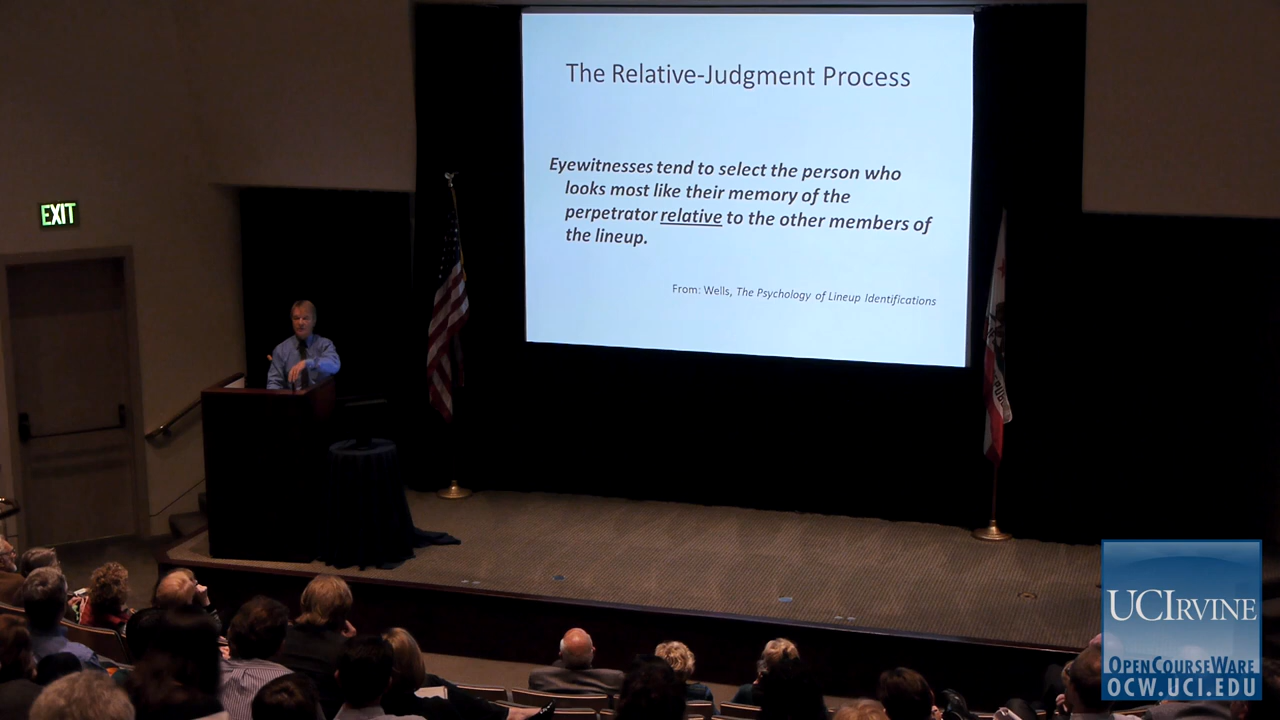 The Relative-Judgment Process
Eyewitnesses tend to select the person who
looks most like their memory of the
perpetrator relative to the other members of
the lineup.
From: Wells, The Psychology of Lineup Identifications
EXIT
UCIRVINE
OPENCOURSEWARE
OCW.UCI.EDU